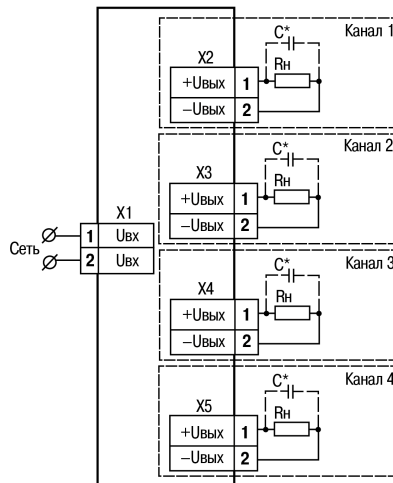 Канал 1
C*
X2
Rн
+Uвых 1
–Uвых 2
Канал 2
C*
X3
Rн
+Uвых 1
–Uвых 2
X1
1 Uвх
Сеть
2 Uвх
Канал 3
C*
X4
Rн
+Uвых 1
–Uвых 2
Канал 4
C*
X5
Rн
+Uвых 1
–Uвых 2